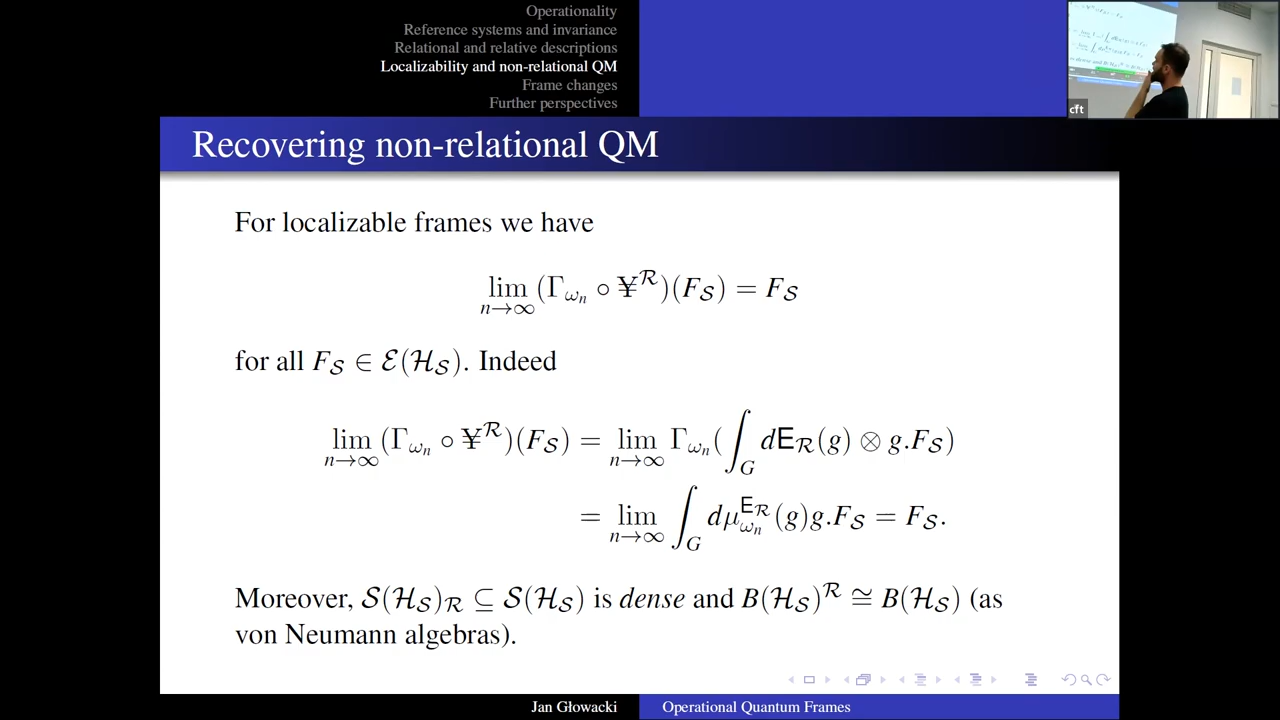 Operationality
Reference systems and invariance
Relational and relative descriptions
Localizability and non-relational QM
Frame changes
Further perspectives
cft
Recovering non-relational QM
For localizable frames we have
lim_{n→∞} (Γ_{ω_n} ∘ ¥^ℛ)(F_𝒮) = F_𝒮
for all F_𝒮 ∈ ℰ(ℋ_𝒮). Indeed
lim_{n→∞} (Γ_{ω_n} ∘ ¥^ℛ)(F_𝒮) = lim_{n→∞} Γ_{ω_n}(∫_G dE_ℛ(g) ⊗ g.F_𝒮)
= lim_{n→∞} ∫_G dμ^{E_ℛ}_{ω_n}(g)g.F_𝒮 = F_𝒮.
Moreover, 𝒮(ℋ_𝒮)_ℛ ⊆ 𝒮(ℋ_𝒮) is dense and B(ℋ_𝒮)^ℛ ≅ B(ℋ_𝒮) (as
von Neumann algebras).
Jan Głowacki
Operational Quantum Frames